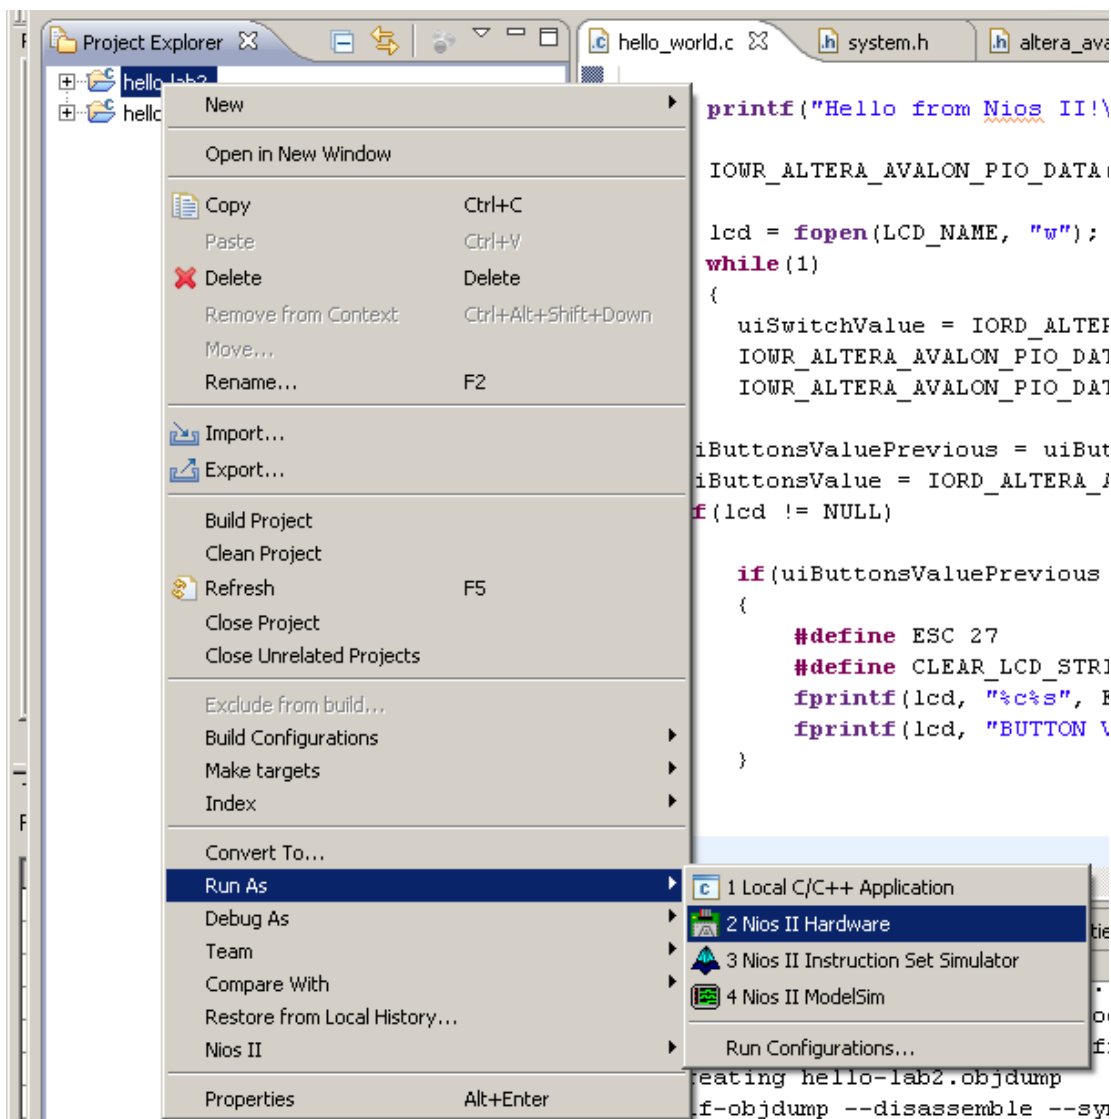 Project Explorer
hello_world.c
system.h
hello-lab2
New
Open in New Window
Copy Ctrl+C
Paste Ctrl+V
Delete Delete
Remove from Context Ctrl+Alt+Shift+Down
Move...
Rename... F2
Import...
Export...
Build Project
Clean Project
Refresh F5
Close Project
Close Unrelated Projects
Exclude from build...
Build Configurations
Make targets
Index
Convert To...
Run As
Debug As
Team
Compare With
Restore from Local History...
Nios II
Properties Alt+Enter
1 Local C/C++ Application
2 Nios II Hardware
3 Nios II Instruction Set Simulator
4 Nios II ModelSim
Run Configurations...
printf("Hello from Nios II!\
IOWR_ALTERA_AVALON_PIO_DATA(
lcd = fopen(LCD_NAME, "w");
while(1)
{
uiSwitchValue = IORD_ALTER
IOWR_ALTERA_AVALON_PIO_DAT
IOWR_ALTERA_AVALON_PIO_DAT
iButtonsValuePrevious = uiBut
iButtonsValue = IORD_ALTERA_A
f(lcd != NULL)
if(uiButtonsValuePrevious
{
#define ESC 27
#define CLEAR_LCD_STRI
fprintf(lcd, "%c%s", E
fprintf(lcd, "BUTTON V
}
reating hello-lab2.objdump
f-objdump --disassemble --sy